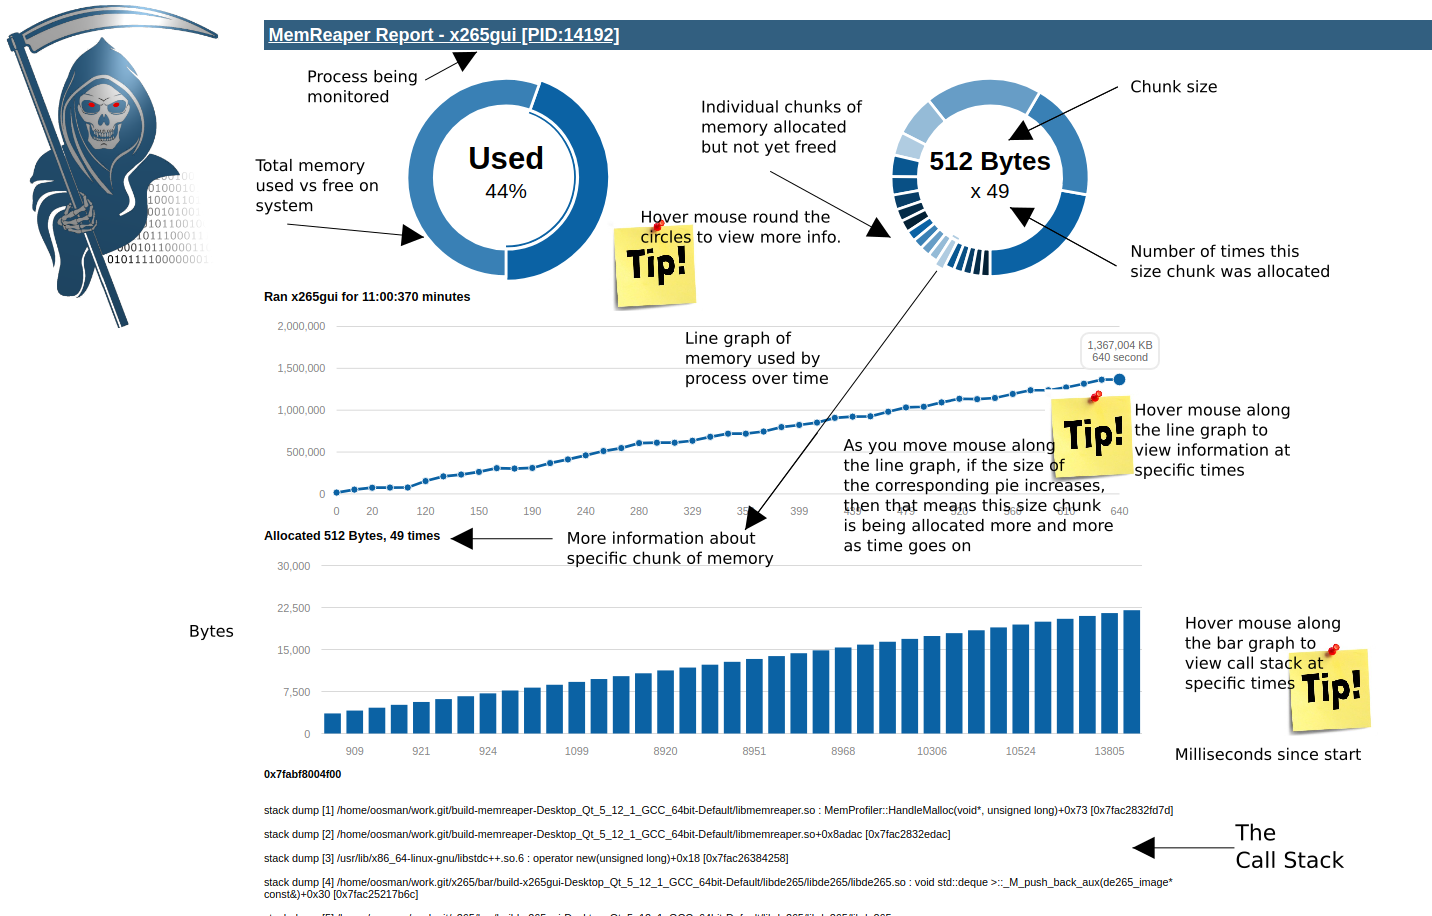 MemReaper Report - x265gui [PID:14192]
Process being
monitored
Total memory
used vs free on
system
Used
44%
Individual chunks of
memory allocated
but not yet freed
512 Bytes
x 49
Chunk size
Number of times this
size chunk was allocated
Hover mouse round the
circles to view more info.
Tip!
Ran x265gui for 11:00:370 minutes
Line graph of
memory used by
process over time
2,000,000
1,500,000
1,000,000
500,000
0
1,367,004 KB
640 second
Hover mouse along
the line graph to
view information at
specific times
Tip!
As you move mouse along
the line graph, if the size of
the corresponding pie increases,
then that means this size chunk
is being allocated more and more
as time goes on
0 20 120 150 190 240 280 329 399 439 479 520 560 610 640
Allocated 512 Bytes, 49 times
More information about
specific chunk of memory
30,000
22,500
15,000
7,500
0
Bytes
909 921 924 1099 8920 8951 8968 10306 10524 13805
Hover mouse along
the bar graph to
view call stack at
specific times
Tip!
Milliseconds since start
0x7fabf8004f00
stack dump [1] /home/oosman/work.git/build-memreaper-Desktop_Qt_5_12_1_GCC_64bit-Default/libmemreaper.so : MemProfiler::HandleMalloc(void*, unsigned long)+0x73 [0x7fac2832fd7d]
stack dump [2] /home/oosman/work.git/build-memreaper-Desktop_Qt_5_12_1_GCC_64bit-Default/libmemreaper.so+0x8adac [0x7fac2832edac]
stack dump [3] /usr/lib/x86_64-linux-gnu/libstdc++.so.6 : operator new(unsigned long)+0x18 [0x7fac26384258]
stack dump [4] /home/oosman/work.git/x265/bar/build-x265gui-Desktop_Qt_5_12_1_GCC_64bit-Default/libde265/libde265/libde265.so : void std::deque >::_M_push_back_aux(de265_image*
const&)+0x30 [0x7fac25217b6c]
The
Call Stack